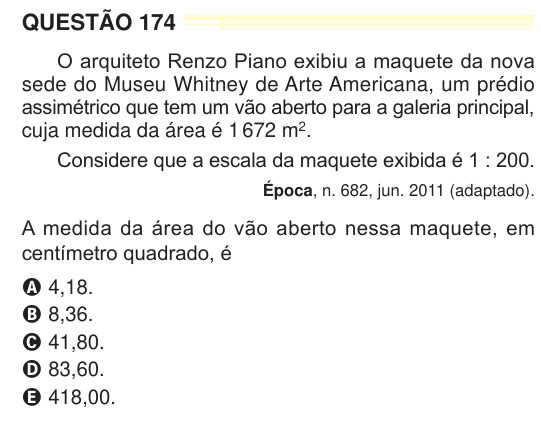 QUESTÃO 174
O arquiteto Renzo Piano exibiu a maquete da nova
sede do Museu Whitney de Arte Americana, um prédio
assimétrico que tem um vão aberto para a galeria principal,
cuja medida da área é 1 672 m².
Considere que a escala da maquete exibida é 1 : 200.
Época, n. 682, jun. 2011 (adaptado).
A medida da área do vão aberto nessa maquete, em
centímetro quadrado, é
A 4,18.
B 8,36.
C 41,80.
D 83,60.
E 418,00.